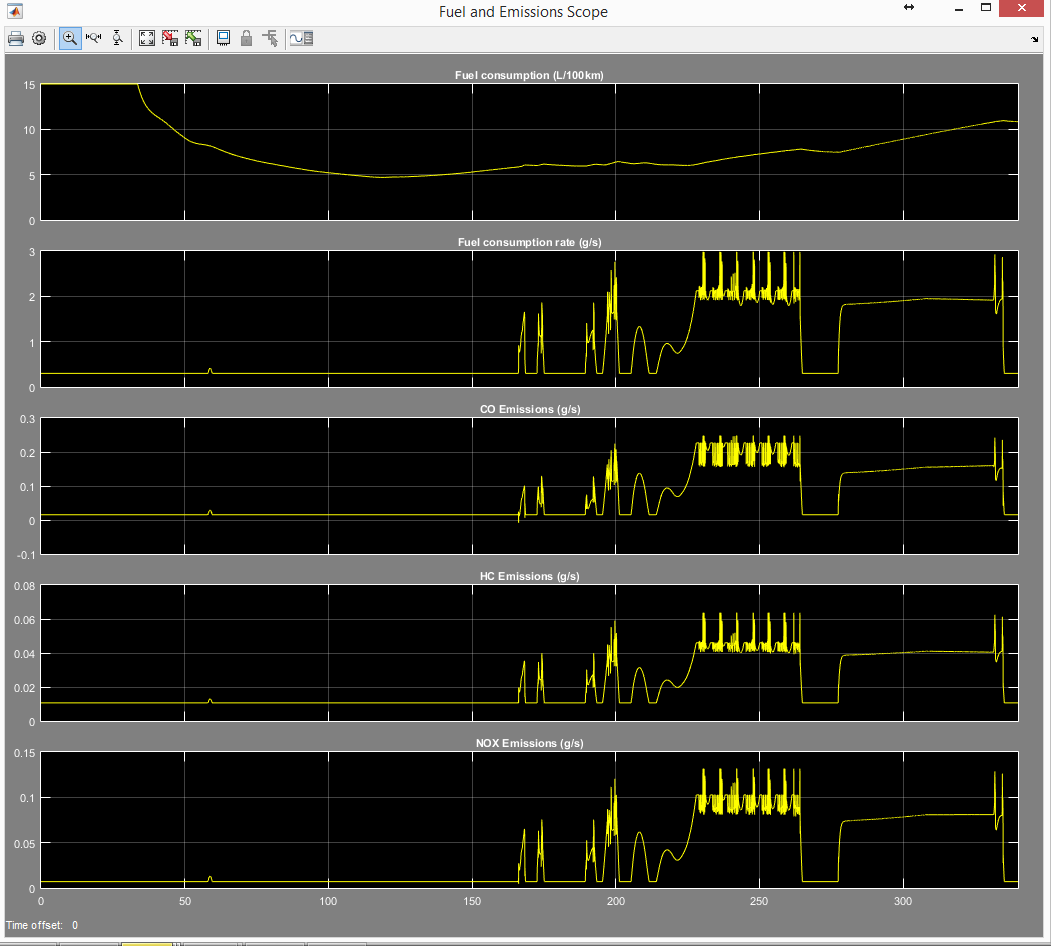 Fuel and Emissions Scope
Fuel consumption (L/100km)
15
10
5
0
Fuel consumption rate (g/s)
3
2
1
0
CO Emissions (g/s)
0.3
0.2
0.1
0
-0.1
HC Emissions (g/s)
0.08
0.06
0.04
0.02
0
NOX Emissions (g/s)
0.15
0.1
0.05
0
0 50 100 150 200 250 300
Time offset: 0